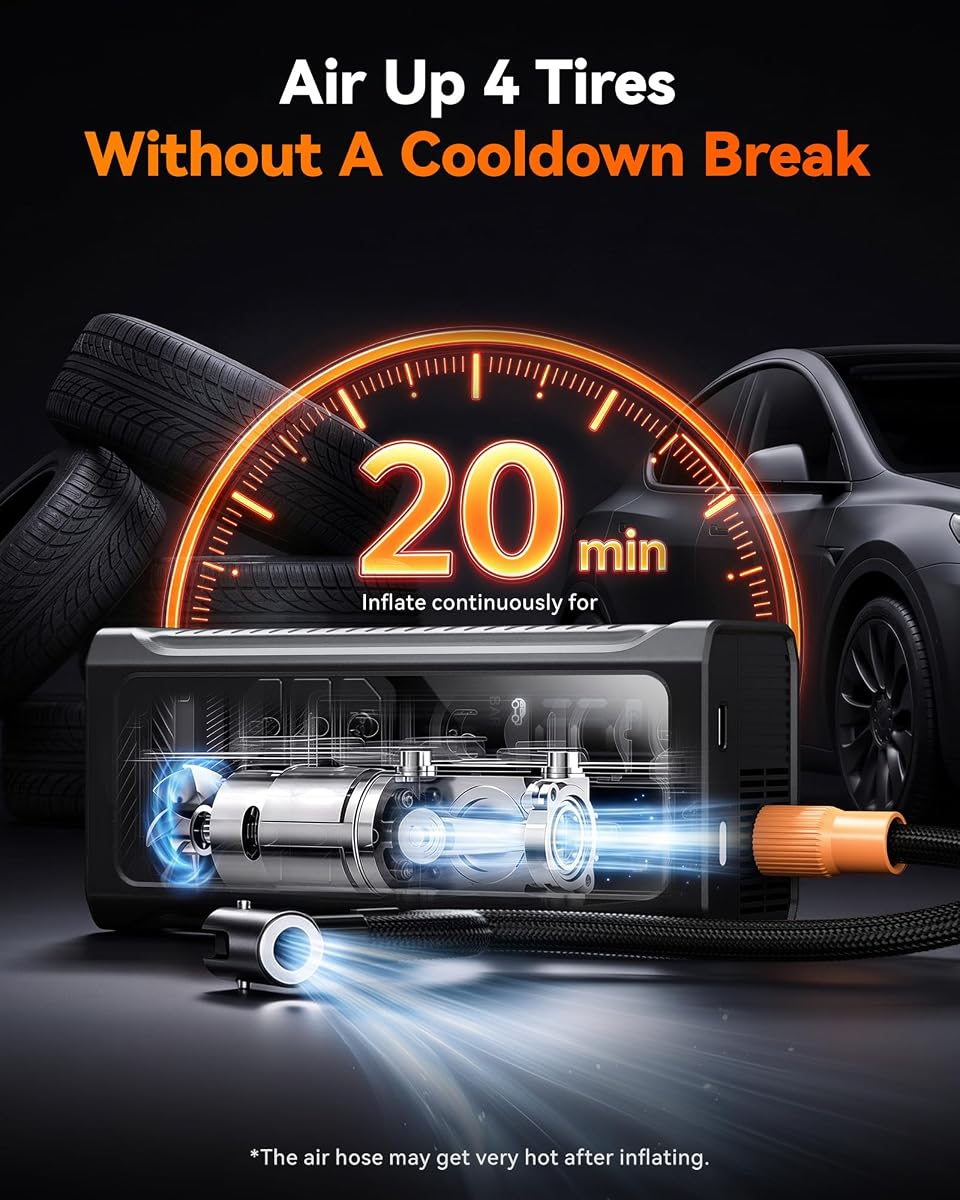 Air Up 4 Tires
Without A Cooldown Break
20 min
Inflate continuously for
*The air hose may get very hot after inflating.